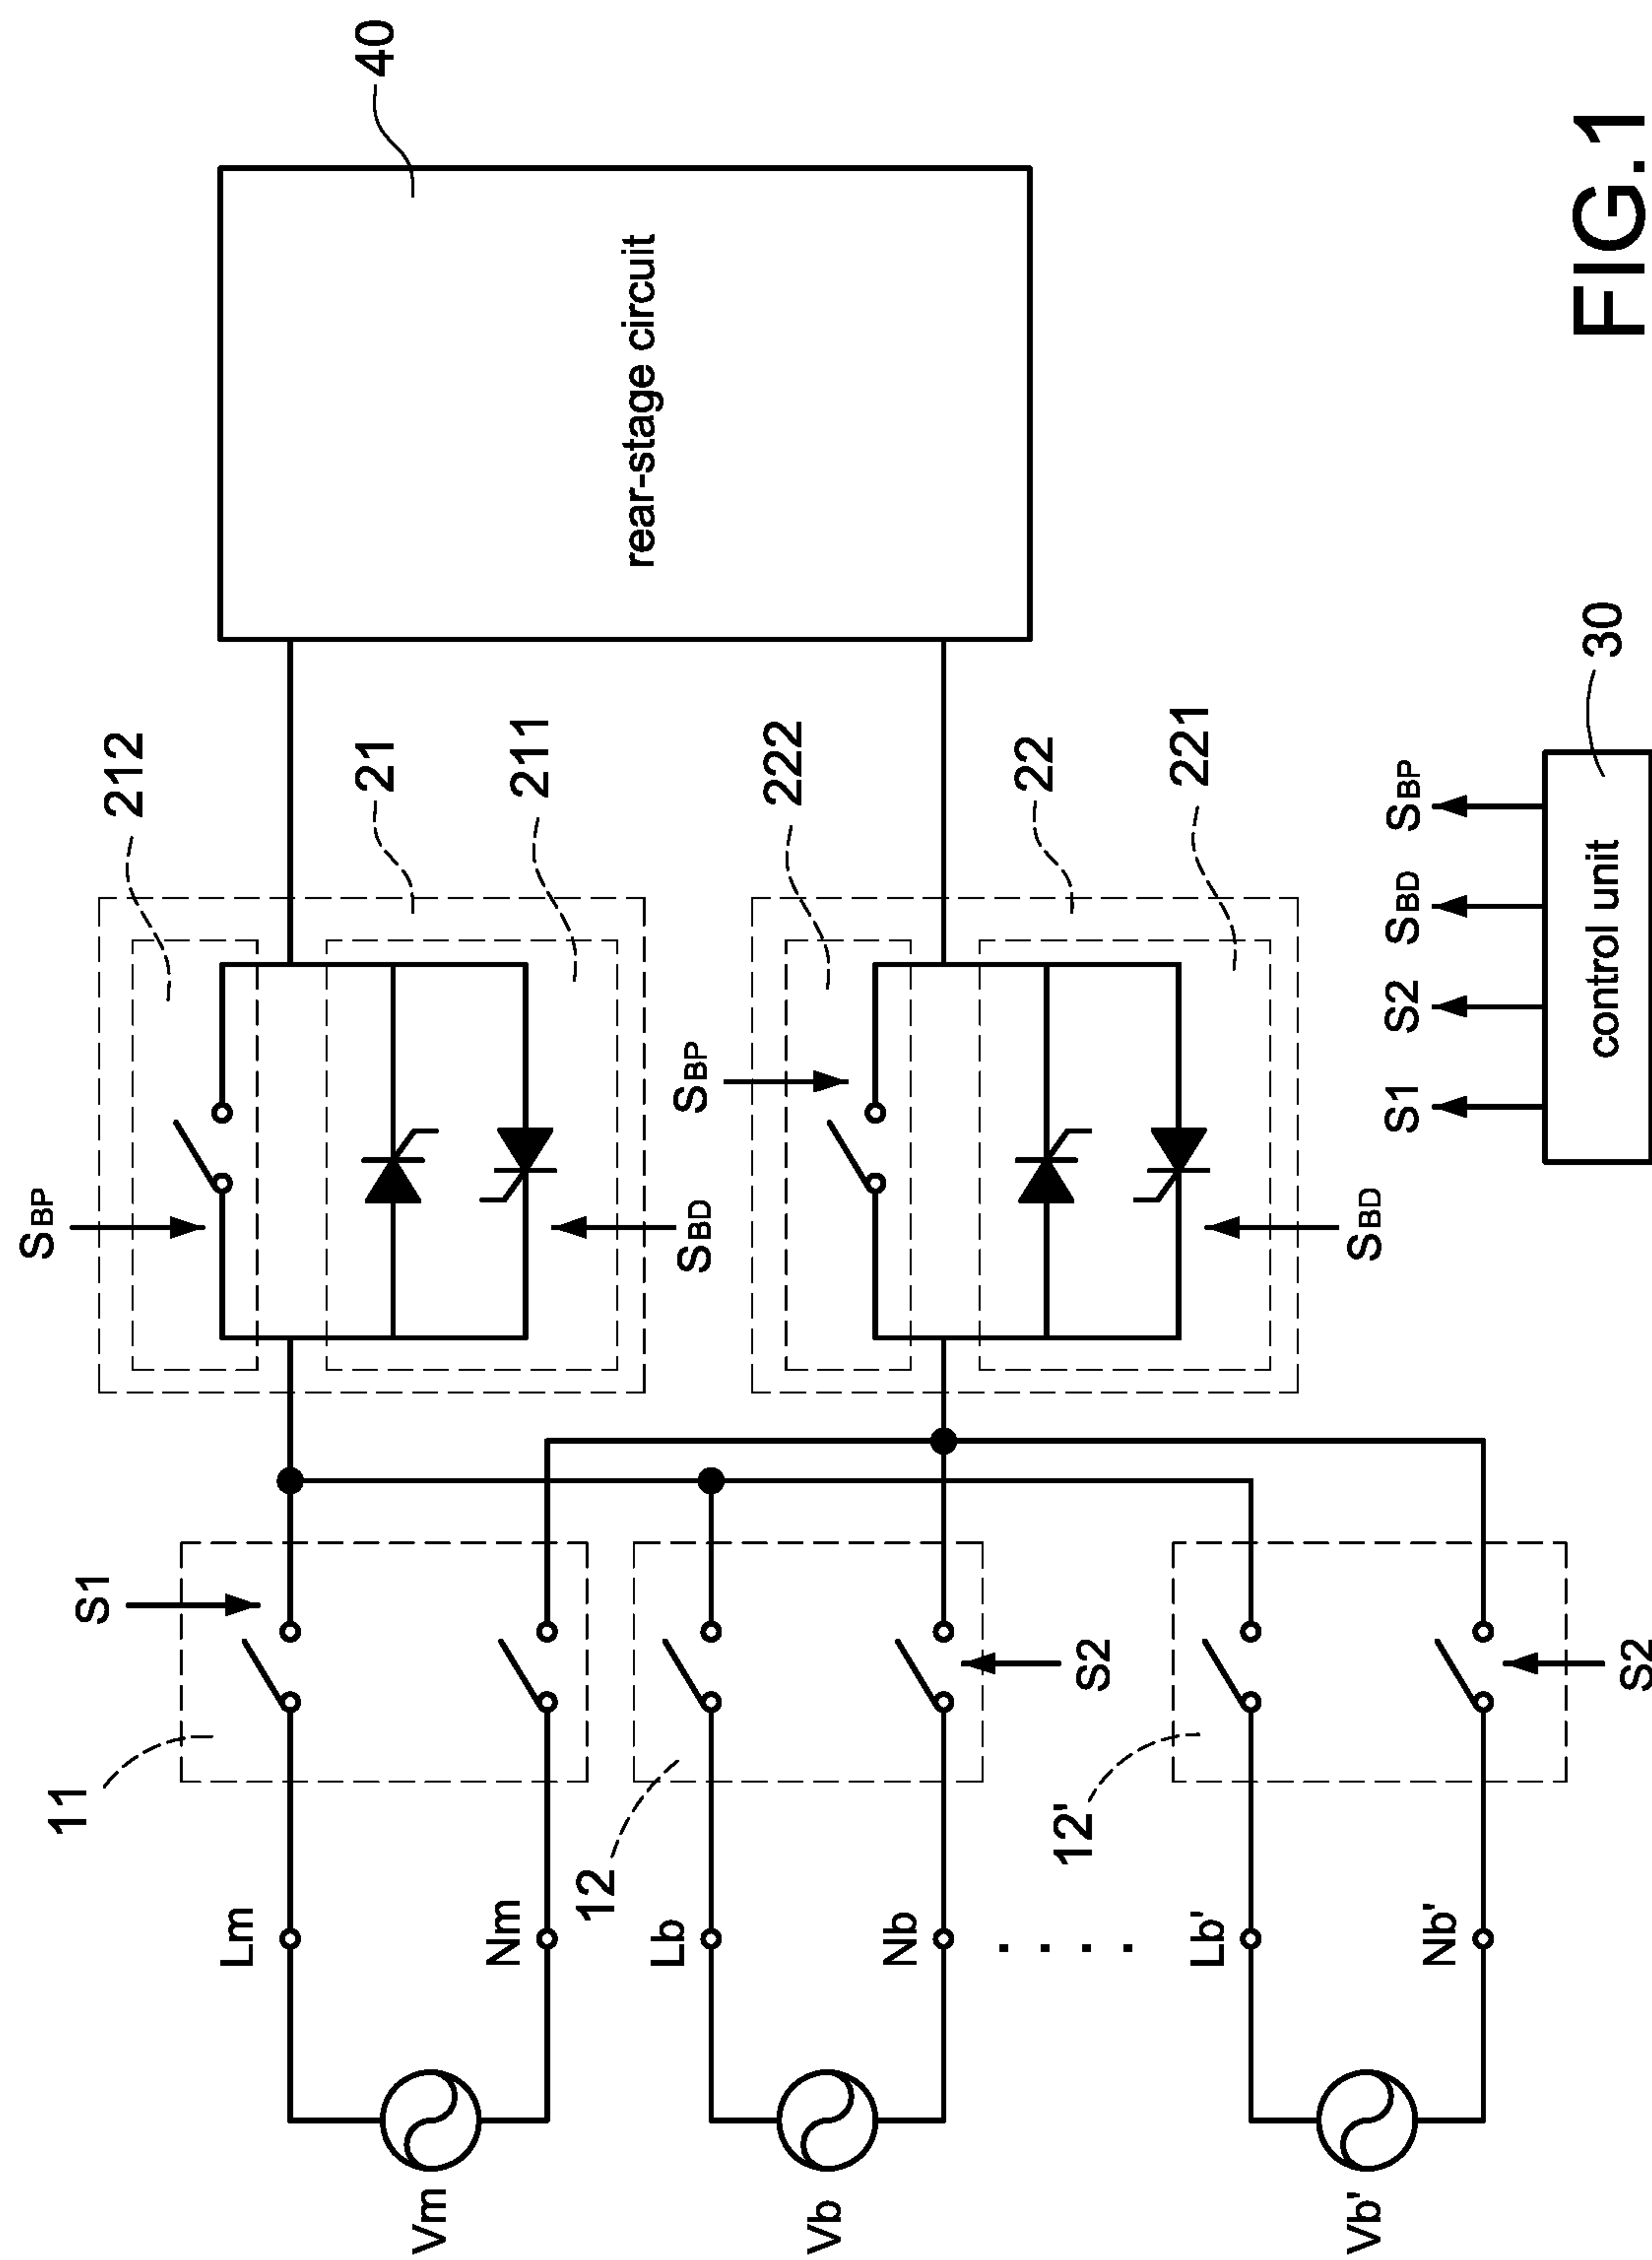 212
SBP
21
S1
11
211
SBD
Lm
Vm
Nm
40
rear-stage circuit
222
SBP
12
Lb
22
Vb
Nb
S2
221
SBD
. . . .
12'
Lb'
Vb'
Nb'
S2
S1
S2
SBD
SBP
control unit
30
FIG.1